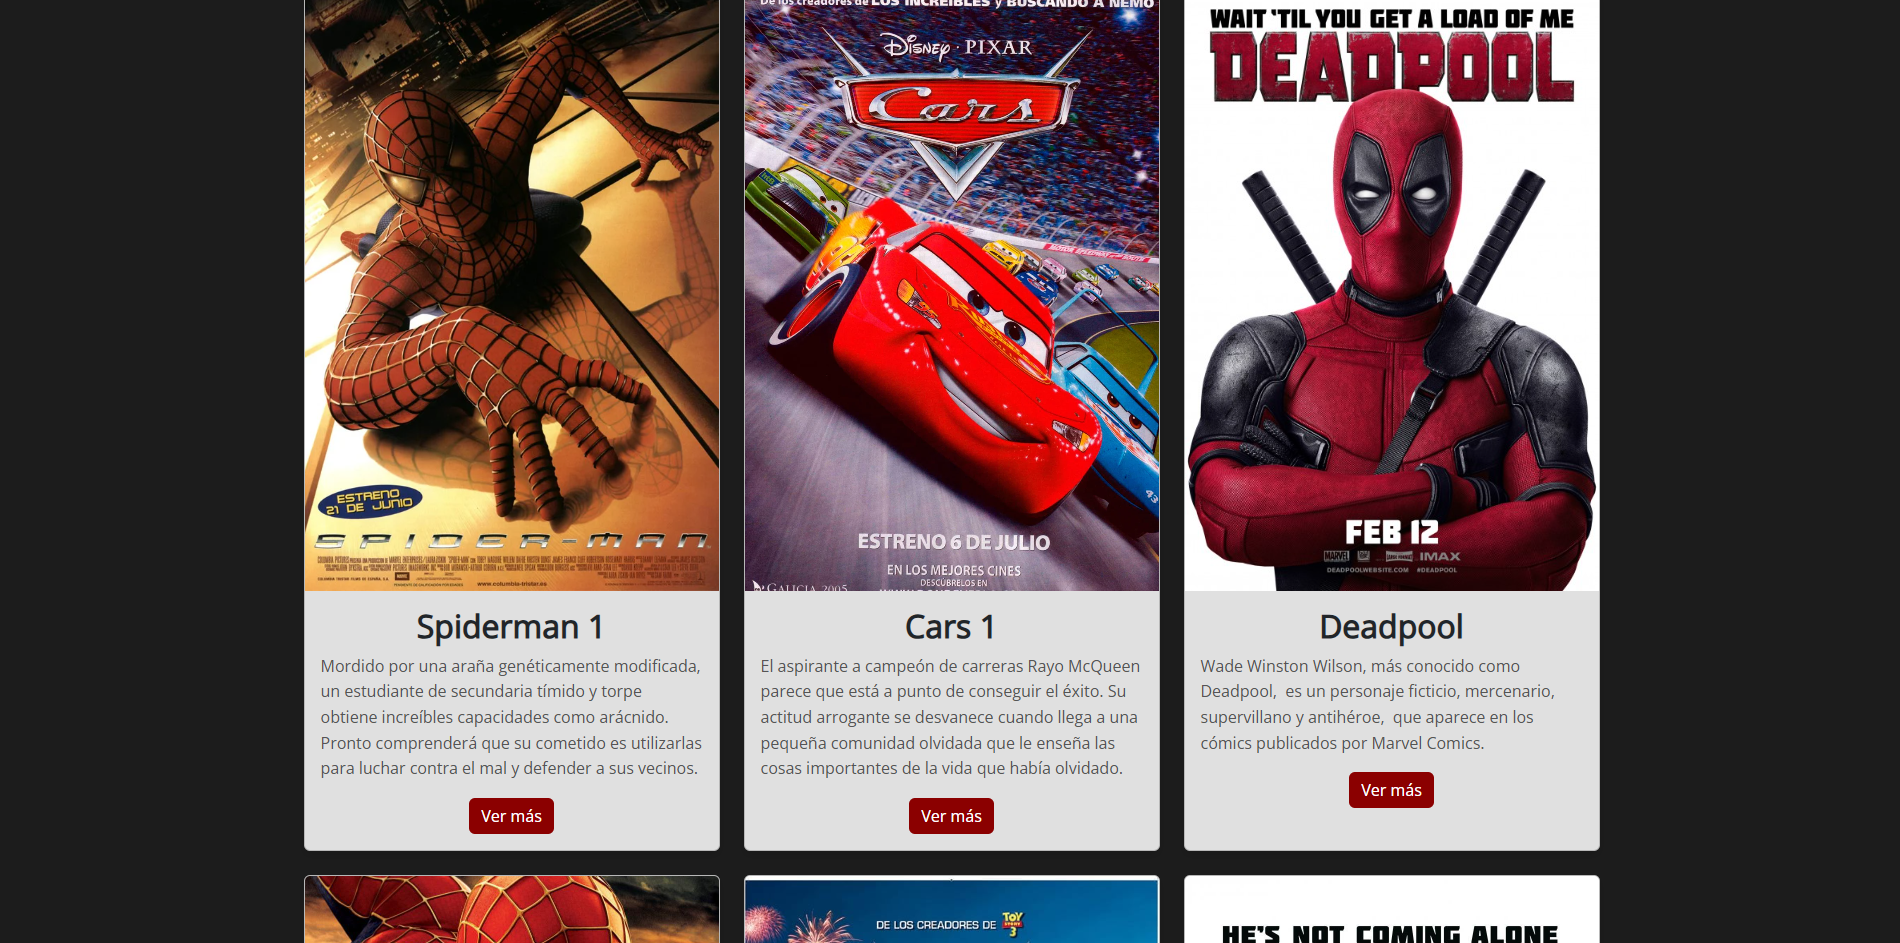 De los creadores de LOS INCREÍBLES y BUSCANDO A NEMO
DISNEY · PIXAR
Cars
ESTRENO 6 DE JULIO
EN LOS MEJORES CINES
DESCÚBRELOS EN
GALICIA 2005
43
WAIT 'TIL YOU GET A LOAD OF ME
DEADPOOL
FEB 12
MARVEL
IMAX
DEADPOOLWEBSITE.COM #DEADPOOL
ESTRENO
21 DE JUNIO
SPIDER-MAN
www.columbia-tristar.es
Spiderman 1
Mordido por una araña genéticamente modificada,
un estudiante de secundaria tímido y torpe
obtiene increíbles capacidades como arácnido.
Pronto comprenderá que su cometido es utilizarlas
para luchar contra el mal y defender a sus vecinos.
Ver más
Cars 1
El aspirante a campeón de carreras Rayo McQueen
parece que está a punto de conseguir el éxito. Su
actitud arrogante se desvanece cuando llega a una
pequeña comunidad olvidada que le enseña las
cosas importantes de la vida que había olvidado.
Ver más
Deadpool
Wade Winston Wilson, más conocido como
Deadpool,  es un personaje ficticio, mercenario,
supervillano y antihéroe,  que aparece en los
cómics publicados por Marvel Comics.
Ver más
DE LOS CREADORES DE TOY STORY 3
HE'S NOT COMING ALONE